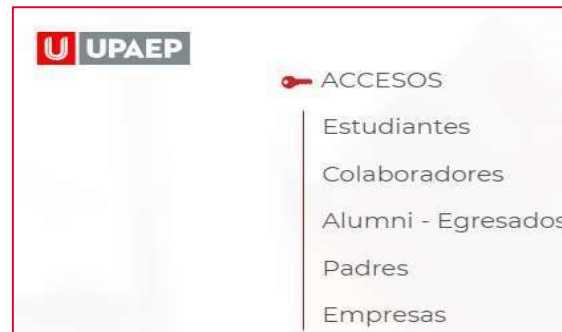 UPAEP
ACCESOS
Estudiantes
Colaboradores
Alumni - Egresados
Padres
Empresas